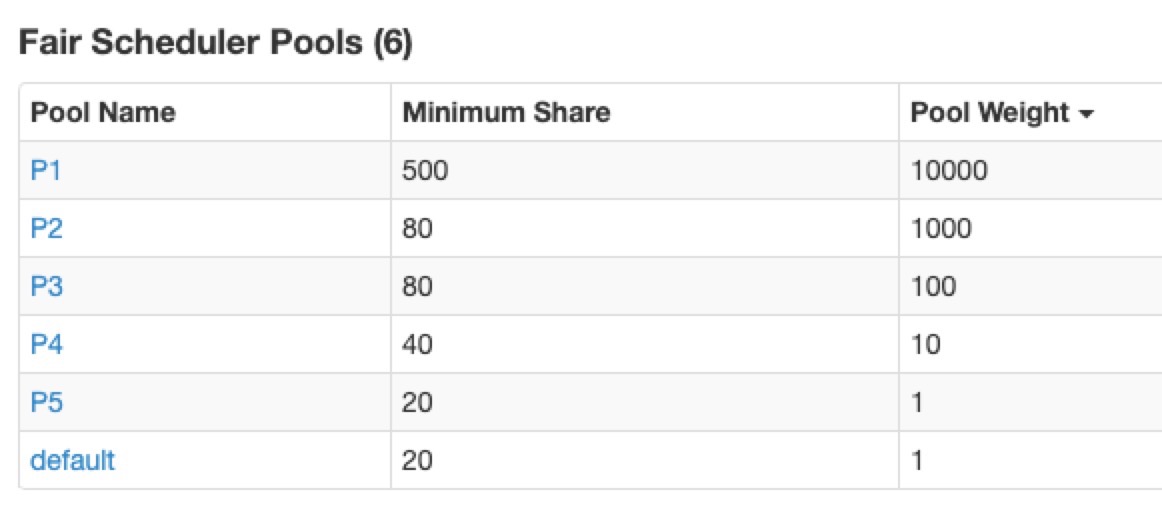 Fair Scheduler Pools (6)
Pool Name Minimum Share Pool Weight
P1 500 10000
P2 80 1000
P3 80 100
P4 40 10
P5 20 1
default 20 1